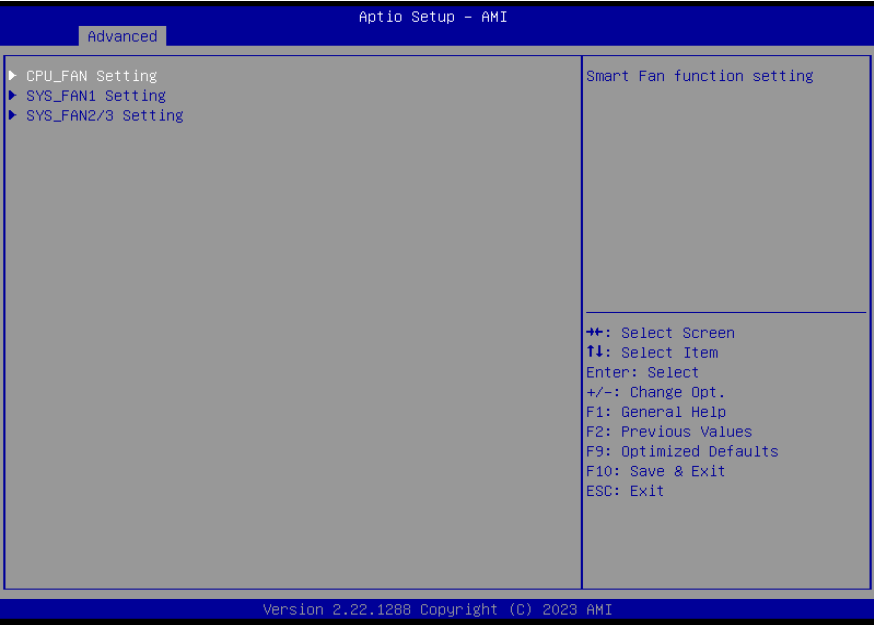 Aptio Setup – AMI
Advanced
▶ CPU_FAN Setting
▶ SYS_FAN1 Setting
▶ SYS_FAN2/3 Setting
Smart Fan function setting
→←: Select Screen
↑↓: Select Item
Enter: Select
+/-: Change Opt.
F1: General Help
F2: Previous Values
F9: Optimized Defaults
F10: Save & Exit
ESC: Exit
Version 2.22.1288 Copyright (C) 2023 AMI